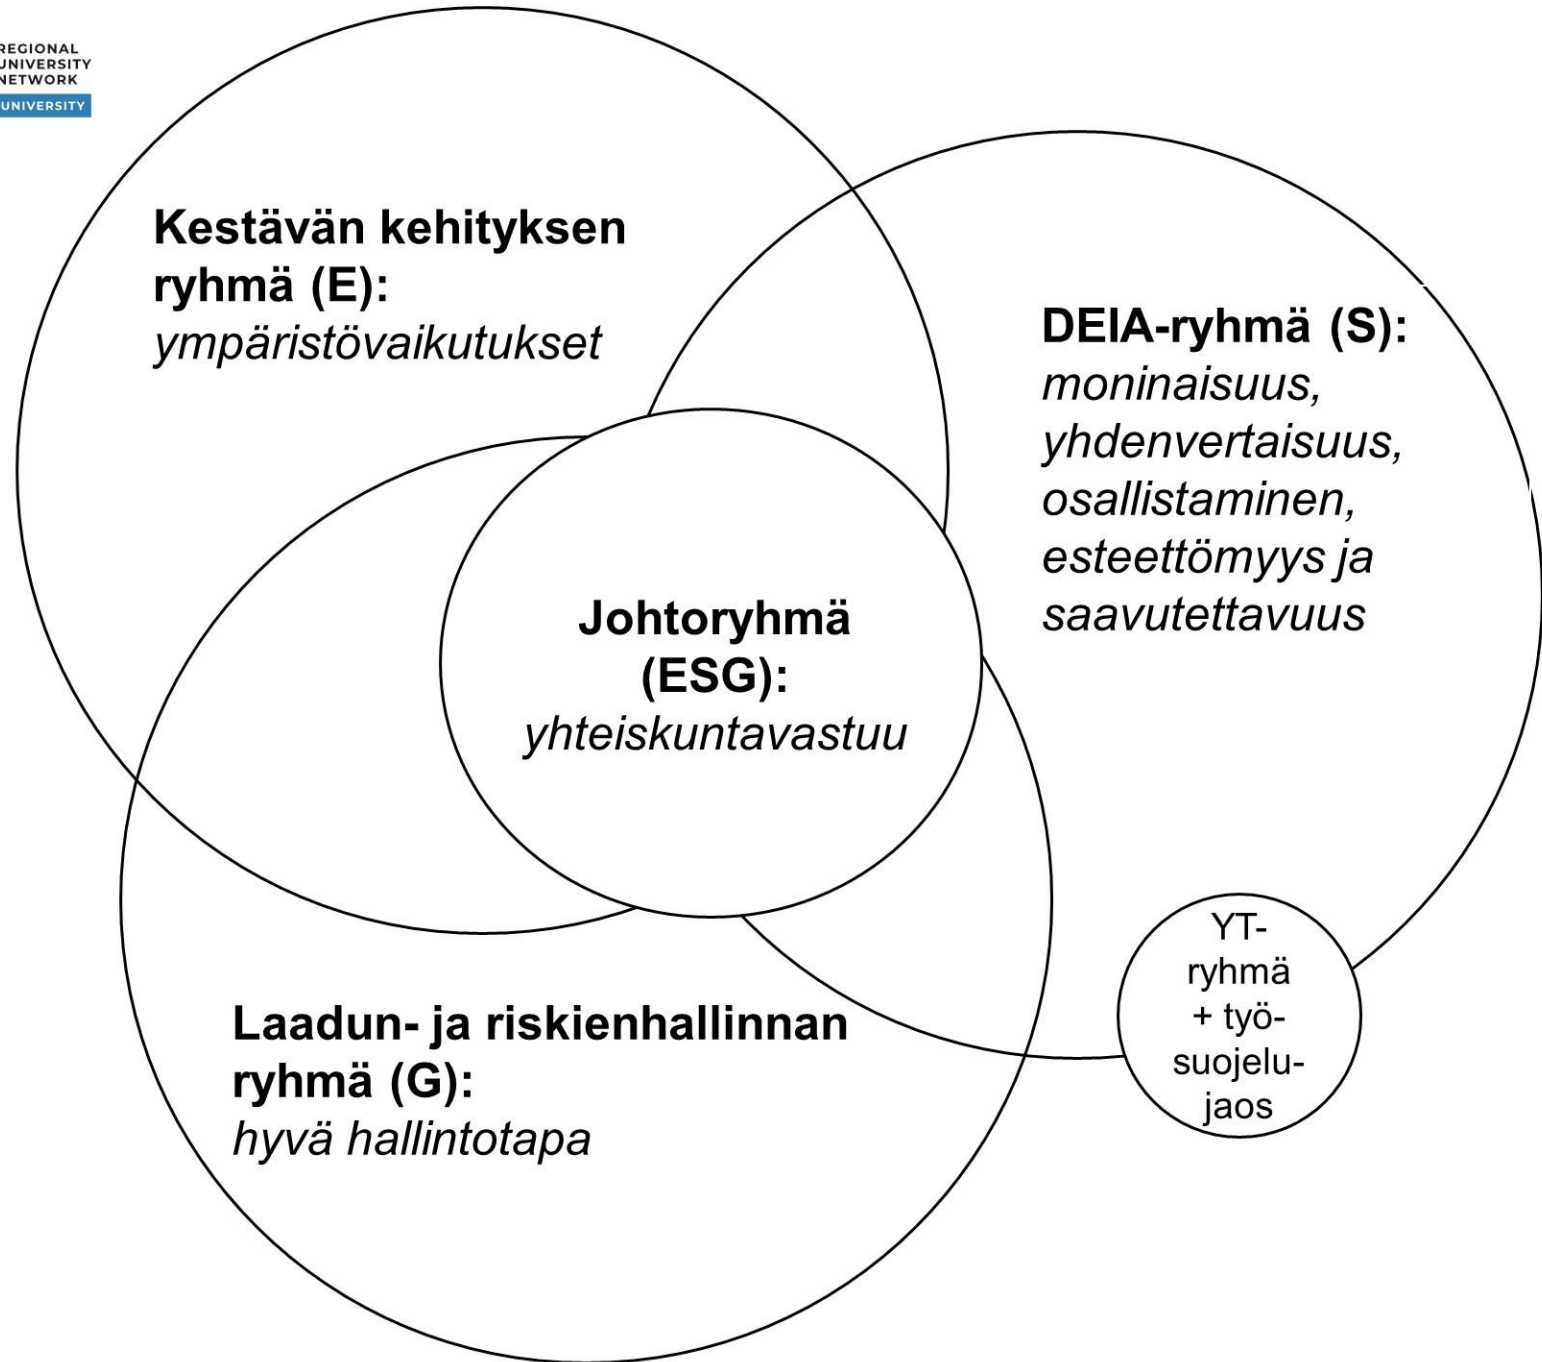 REGIONAL
UNIVERSITY
NETWORK
UNIVERSITY
Kestävän kehityksen
ryhmä (E):
ympäristövaikutukset
DEIA-ryhmä (S):
moninaisuus,
yhdenvertaisuus,
osallistaminen,
esteettömyys ja
saavutettavuus
Johtoryhmä
(ESG):
yhteiskuntavastuu
Laadun- ja riskienhallinnan
ryhmä (G):
hyvä hallintotapa
YT-
ryhmä
+ työ-
suojelu-
jaos